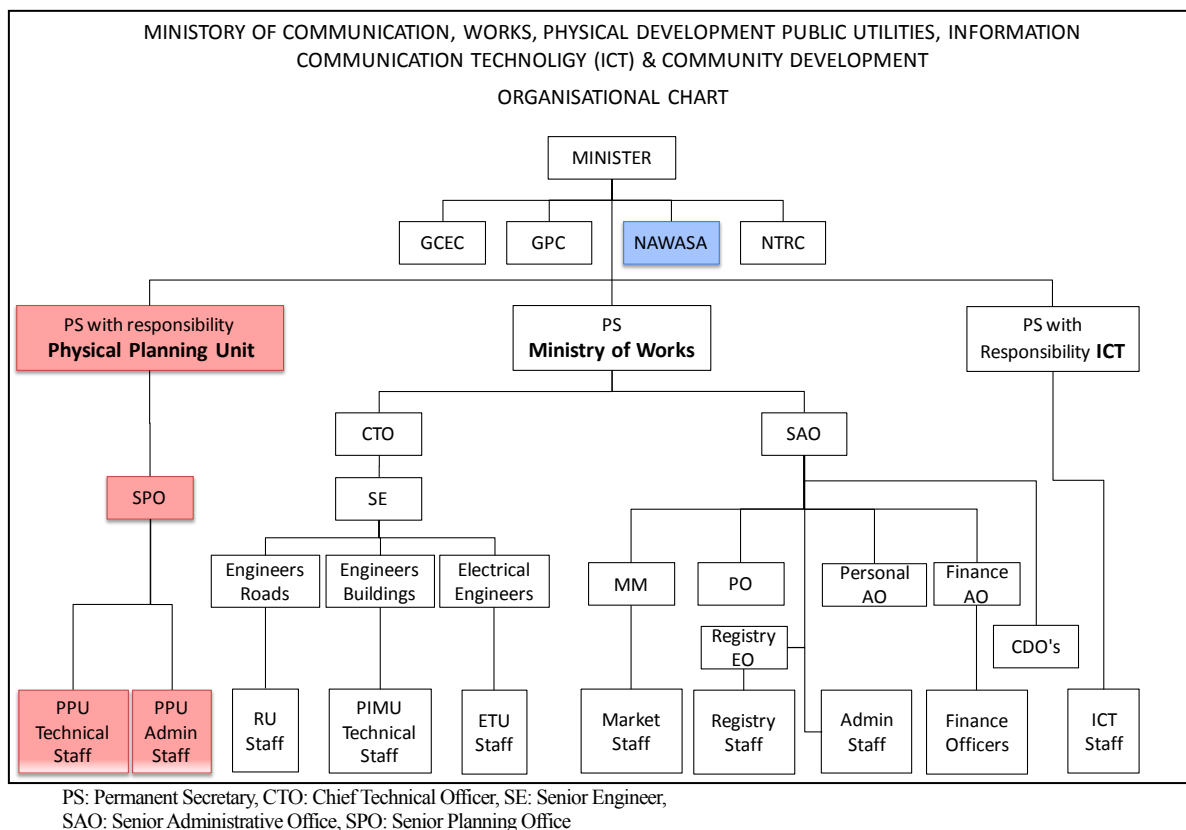 MINISTORY OF COMMUNICATION, WORKS, PHYSICAL DEVELOPMENT PUBLIC UTILITIES, INFORMATION
COMMUNICATION TECHNOLIGY (ICT) & COMMUNITY DEVELOPMENT
ORGANISATIONAL CHART
MINISTER
GCEC
GPC
NAWASA
NTRC
PS with responsibility
Physical Planning Unit
PS
Ministry of Works
PS with
Responsibility ICT
CTO
SAO
SPO
SE
Engineers
Roads
Engineers
Buildings
Electrical
Engineers
MM
PO
Personal
AO
Finance
AO
Registry
EO
CDO's
PPU
Technical
Staff
PPU
Admin
Staff
RU
Staff
PIMU
Technical
Staff
ETU
Staff
Market
Staff
Registry
Staff
Admin
Staff
Finance
Officers
ICT
Staff
PS: Permanent Secretary, CTO: Chief Technical Officer, SE: Senior Engineer,
SAO: Senior Administrative Office, SPO: Senior Planning Office